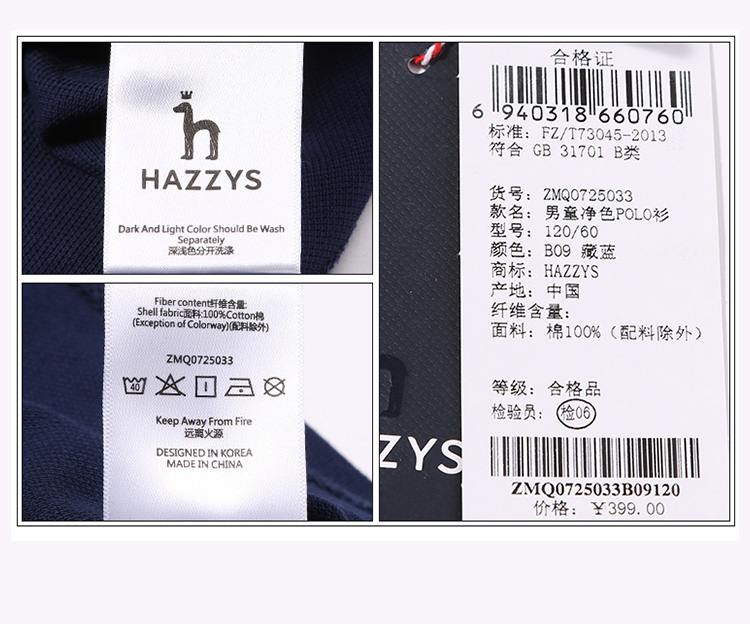 HAZZYS
Dark And Light Color Should Be Wash
Separately
深浅色分开洗涤
Fiber content纤维含量:
Shell fabric面料:100%Cotton棉
(Exception of Colorway)(配料除外)
ZMQ0725033
40
Keep Away From Fire
远离火源
DESIGNED IN KOREA
MADE IN CHINA
ZYS
合格证
6 940318 660760
标准: FZ/T73045-2013
符合 GB 31701 B类
货号: ZMQ0725033
款名: 男童净色POLO衫
型号: 120/60
颜色: B09 藏蓝
商标: HAZZYS
产地: 中国
纤维含量:
面料: 棉100%(配料除外)
等级: 合格品
检验员: 检06
ZMQ0725033B09120
价格: ￥399.00